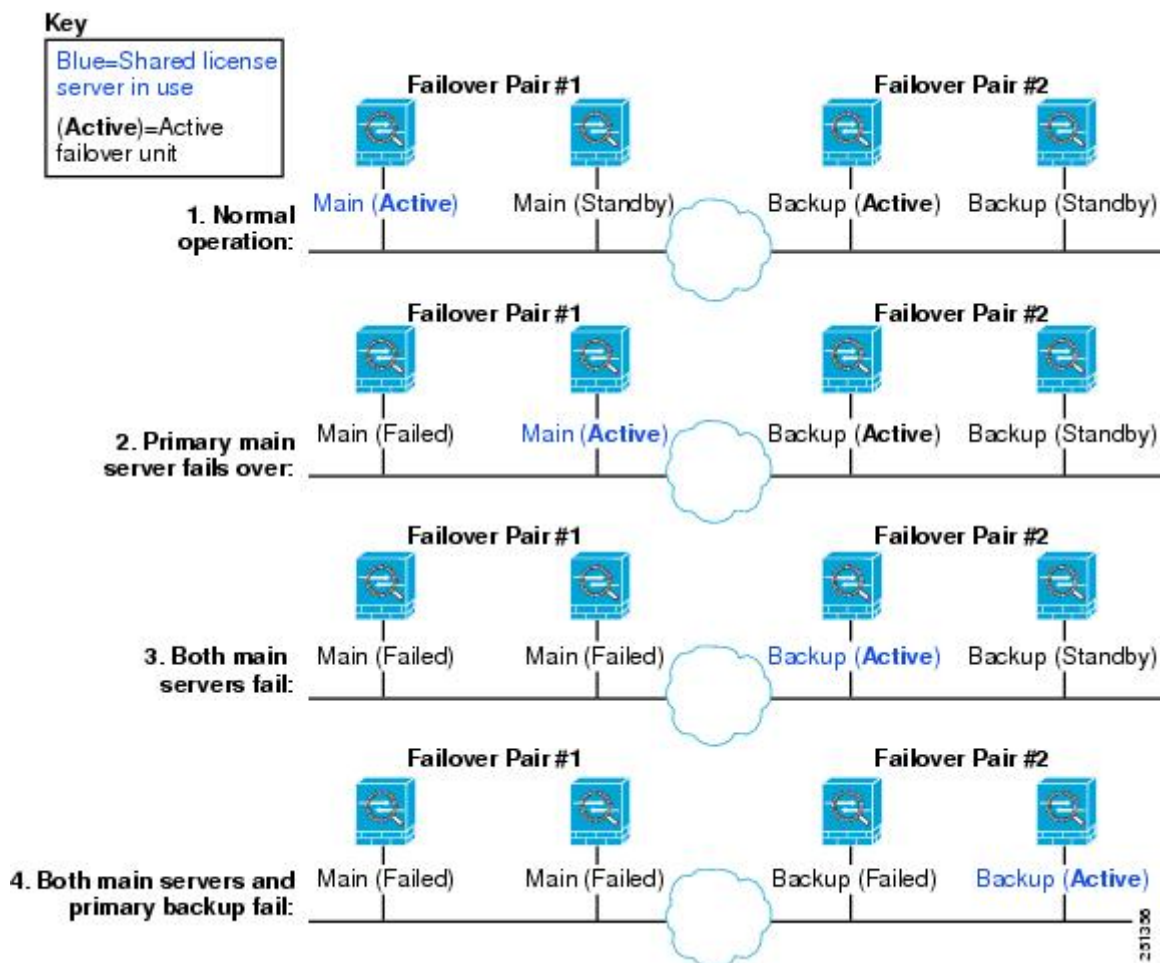 Key
Blue=Shared license
server in use
(Active)=Active
failover unit
Failover Pair #1
Failover Pair #2
Main (Active)
Main (Standby)
Backup (Active)
Backup (Standby)
1. Normal
operation:
Failover Pair #1
Failover Pair #2
Main (Failed)
Main (Active)
Backup (Active)
Backup (Standby)
2. Primary main
server fails over:
Failover Pair #1
Failover Pair #2
Main (Failed)
Main (Failed)
Backup (Active)
Backup (Standby)
3. Both main
servers fail:
Failover Pair #1
Failover Pair #2
Main (Failed)
Main (Failed)
Backup (Failed)
Backup (Active)
4. Both main servers and
primary backup fail:
251356